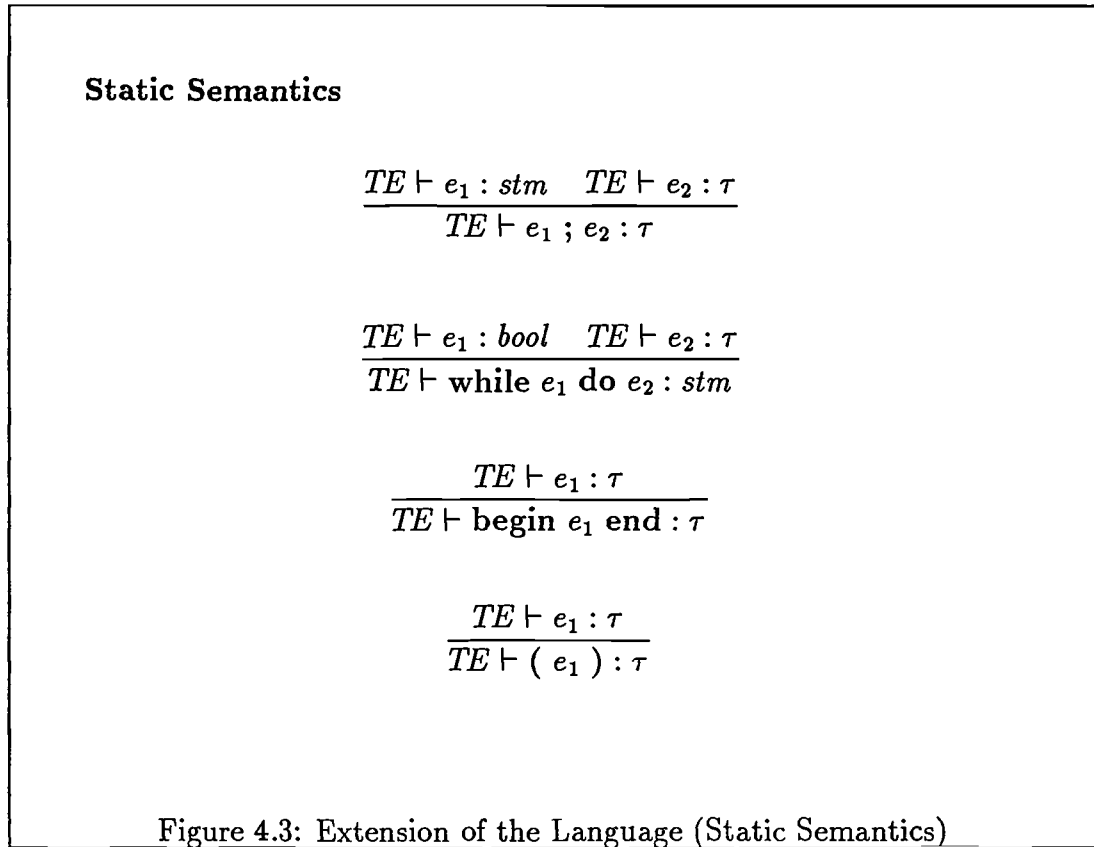 Static Semantics
TE ⊢ e₁ : stm TE ⊢ e₂ : τ
TE ⊢ e₁ ; e₂ : τ
TE ⊢ e₁ : bool TE ⊢ e₂ : τ
TE ⊢ while e₁ do e₂ : stm
TE ⊢ e₁ : τ
TE ⊢ begin e₁ end : τ
TE ⊢ e₁ : τ
TE ⊢ ( e₁ ) : τ
Figure 4.3: Extension of the Language (Static Semantics)